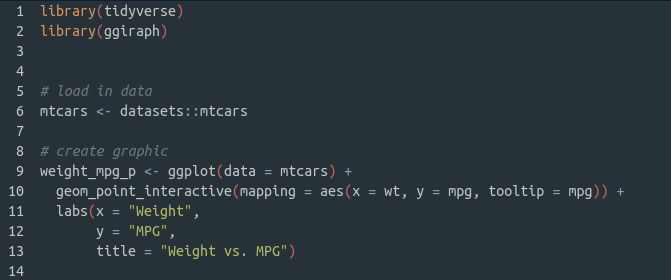 1 library(tidyverse)
2 library(ggiraph)
3
4
5 # load in data
6 mtcars <- datasets::mtcars
7
8 # create graphic
9 weight_mpg_p <- ggplot(data = mtcars) +
10   geom_point_interactive(mapping = aes(x = wt, y = mpg, tooltip = mpg)) +
11   labs(x = "Weight",
12        y = "MPG",
13        title = "Weight vs. MPG")
14